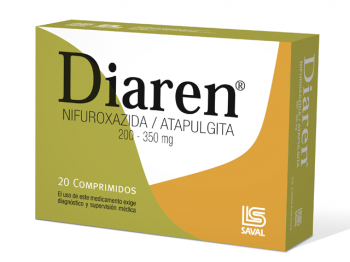 Diaren®
NIFUROXAZIDA / ATAPULGITA
200 - 350 mg
20 COMPRIMIDOS
El uso de este medicamento exige
diagnóstico y supervisión médica
SAVAL
Diaren